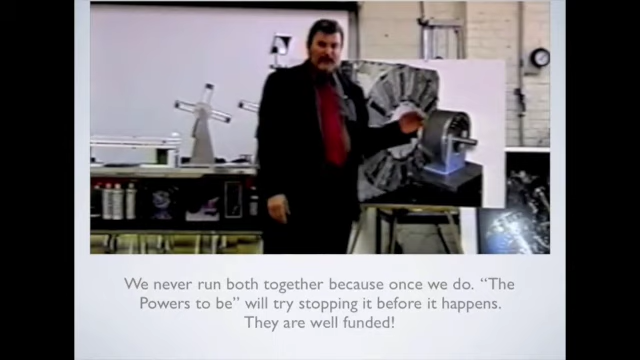 We never run both together because once we do. “The
Powers to be” will try stopping it before it happens.
They are well funded!